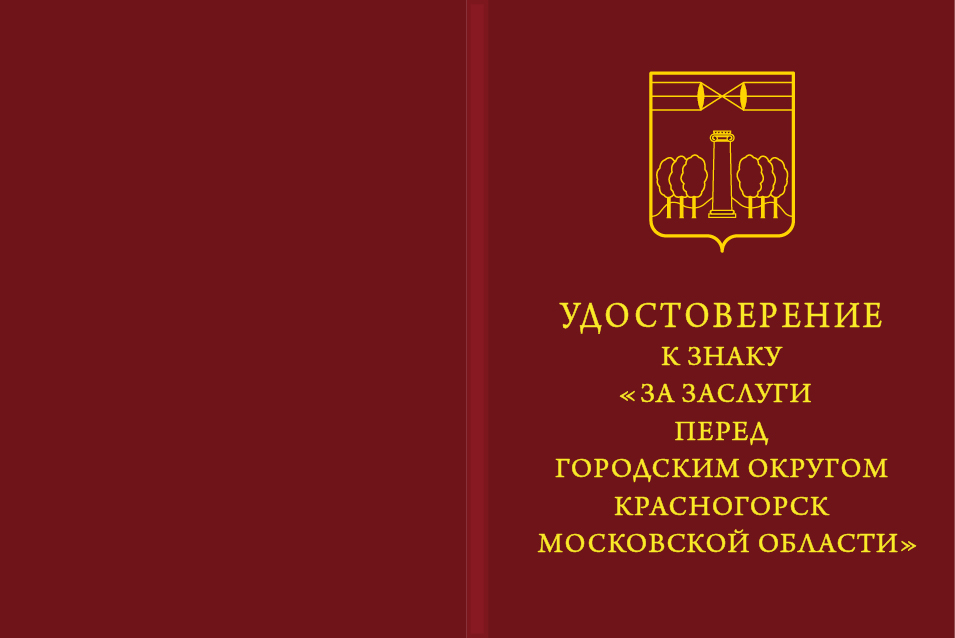 УДОСТОВЕРЕНИЕ
К ЗНАКУ
«ЗА ЗАСЛУГИ
ПЕРЕД
ГОРОДСКИМ ОКРУГОМ
КРАСНОГОРСК
МОСКОВСКОЙ ОБЛАСТИ»